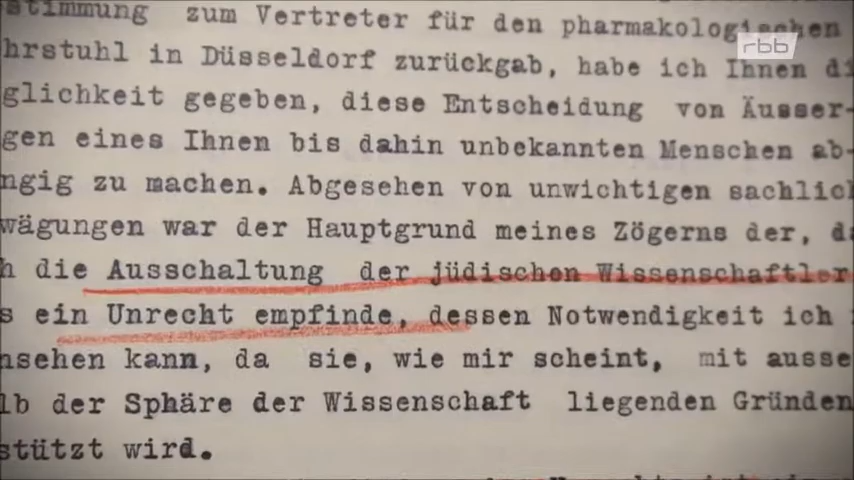 stimmung zum Vertreter für den pharmakologischen
rbb
hrstuhl in Düsseldorf zurückgab, habe ich Ihnen di
glichkeit gegeben, diese Entscheidung von Äusser-
gen eines Ihnen bis dahin unbekannten Menschen ab-
ngig zu machen. Abgesehen von unwichtigen sachlich
wägungen war der Hauptgrund meines Zögerns der, da
h die Ausschaltung der jüdischen Wissenschaftler
s ein Unrecht empfinde, dessen Notwendigkeit ich
nsehen kann, da sie, wie mir scheint, mit ausse
lb der Sphäre der Wissenschaft liegenden Gründen
stützt wird.